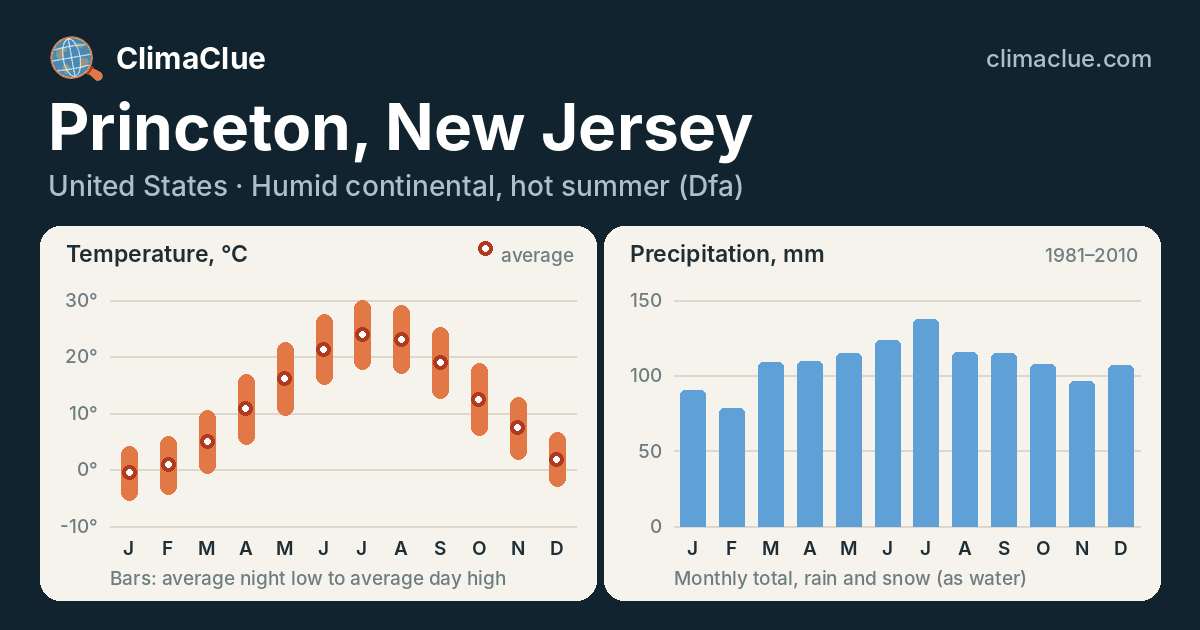 ClimaClue
climaclue.com
Princeton, New Jersey
United States · Humid continental, hot summer (Dfa)
Temperature, °C
average
30°
20°
10°
0°
-10°
J F M A M J J A S O N D
Bars: average night low to average day high
Precipitation, mm
1981–2010
150
100
50
0
J F M A M J J A S O N D
Monthly total, rain and snow (as water)